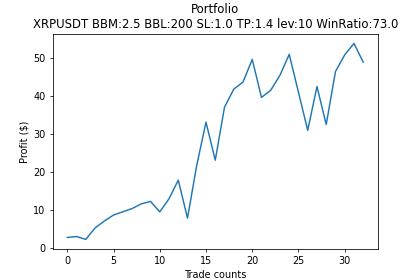 Portfolio
XRPUSDT BBM:2.5 BBL:200 SL:1.0 TP:1.4 lev:10 WinRatio:73.0
50
40
30
20
10
0
Profit ($)
0 5 10 15 20 25 30
Trade counts